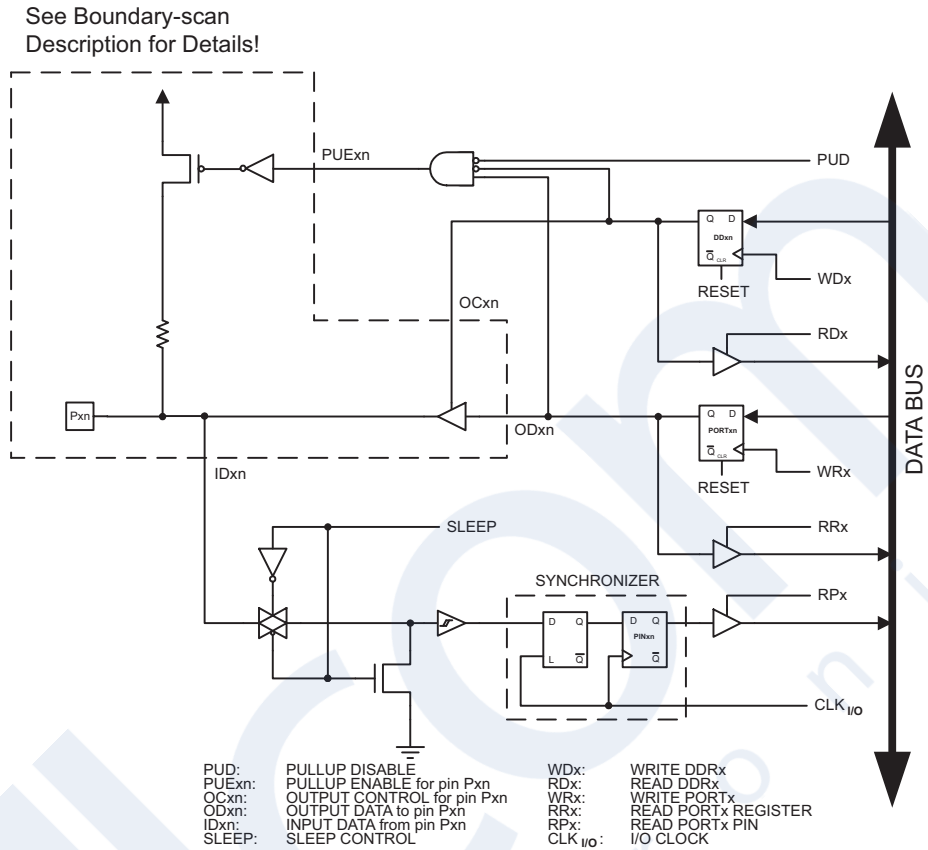 See Boundary-scan
Description for Details!
PUExn
PUD
Q D
DDxn
Q CLR
WDx
RESET
OCxn
RDx
Pxn
ODxn
Q D
PORTxn
Q CLR
WRx
RESET
IDxn
DATA BUS
SLEEP
RRx
SYNCHRONIZER
RPx
D Q
L Q
D Q
PINxn
Q
CLK I/O
PUD: PULLUP DISABLE
PUExn: PULLUP ENABLE for pin Pxn
OCxn: OUTPUT CONTROL for pin Pxn
ODxn: OUTPUT DATA to pin Pxn
IDxn: INPUT DATA from pin Pxn
SLEEP: SLEEP CONTROL
WDx: WRITE DDRx
RDx: READ DDRx
WRx: WRITE PORTx
RRx: READ PORTx REGISTER
RPx: READ PORTx PIN
CLK I/O: I/O CLOCK